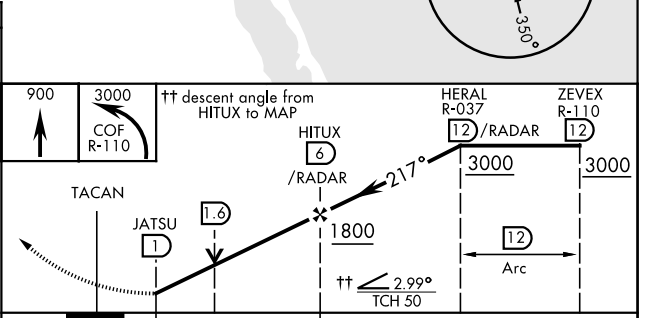 350°
900
3000
COF
R-110
†† descent angle from
HITUX to MAP
HERAL
R-037
12 /RADAR
ZEVEX
R-110
12
HITUX
6
/RADAR
217°
3000
3000
TACAN
JATSU
1
1.6
1800
12
Arc
†† 2.99°
TCH 50